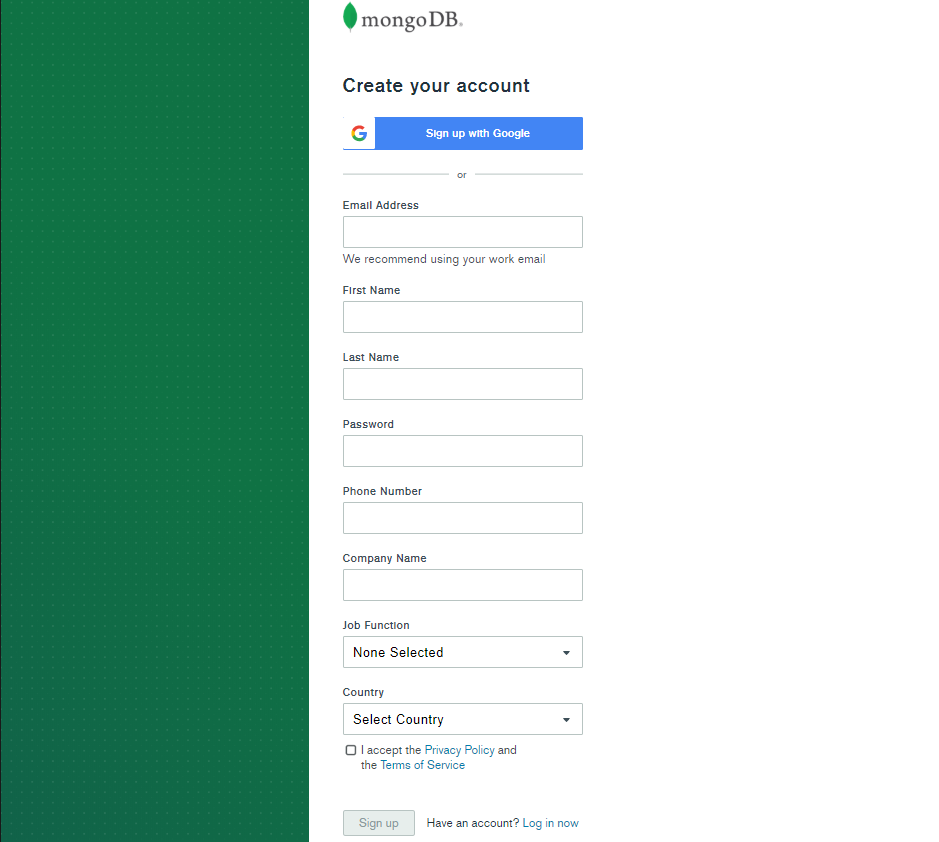 mongoDB®
Create your account
Sign up with Google
or
Email Address
We recommend using your work email
First Name
Last Name
Password
Phone Number
Company Name
Job Function
None Selected
Country
Select Country
I accept the Privacy Policy and
the Terms of Service
Sign up Have an account? Log in now